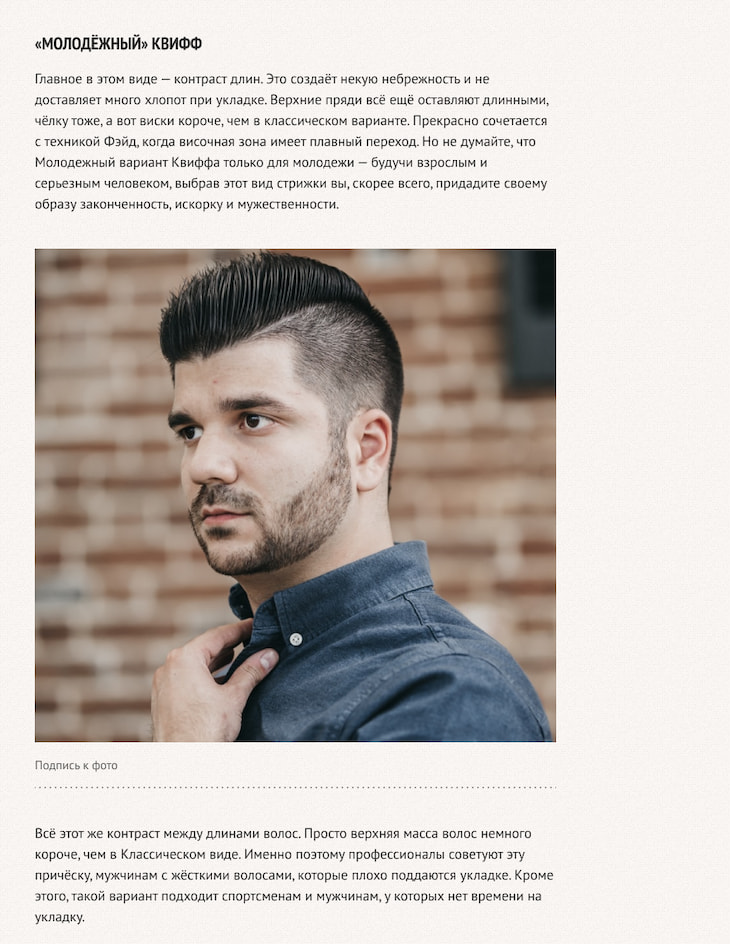 «МОЛОДЁЖНЫЙ» КВИФФ
Главное в этом виде — контраст длин. Это создаёт некую небрежность и не
доставляет много хлопот при укладке. Верхние пряди всё ещё оставляют длинными,
чёлку тоже, а вот виски короче, чем в классическом варианте. Прекрасно сочетается
с техникой Фэйд, когда височная зона имеет плавный переход. Но не думайте, что
Молодежный вариант Квиффа только для молодежи — будучи взрослым и
серьезным человеком, выбрав этот вид стрижки вы, скорее всего, придадите своему
образу законченность, искорку и мужественности.
Подпись к фото
Всё этот же контраст между длинами волос. Просто верхняя масса волос немного
короче, чем в Классическом виде. Именно поэтому профессионалы советуют эту
причёску, мужчинам с жёсткими волосами, которые плохо поддаются укладке. Кроме
этого, такой вариант подходит спортсменам и мужчинам, у которых нет времени на
укладку.